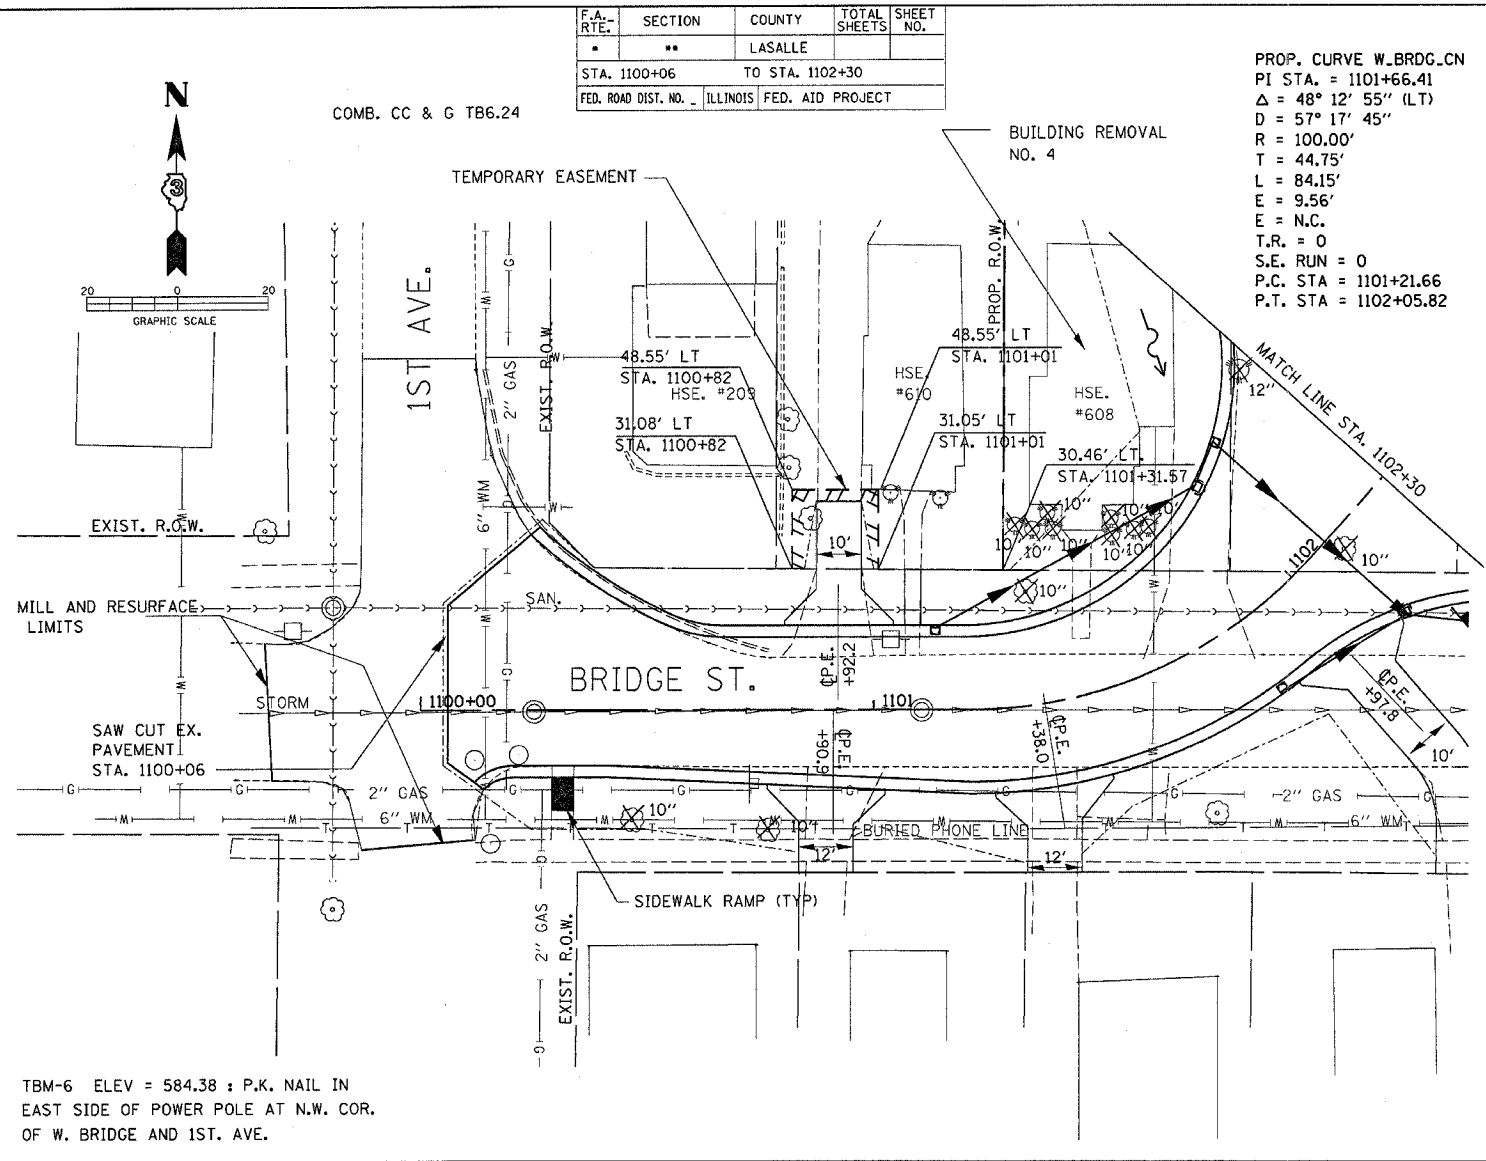 F.A.- RTE. SECTION COUNTY TOTAL SHEETS SHEET NO.
* ** LASALLE
STA. 1100+06 TO STA. 1102+30
FED. ROAD DIST. NO. _ ILLINOIS FED. AID PROJECT
PROP. CURVE W_BRDG_CN
PI STA. = 1101+66.41
Δ = 48° 12' 55" (LT)
D = 57° 17' 45"
R = 100.00'
T = 44.75'
L = 84.15'
E = 9.56'
E = N.C.
T.R. = 0
S.E. RUN = 0
P.C. STA = 1101+21.66
P.T. STA = 1102+05.82
N
3
20 0 20
GRAPHIC SCALE
COMB. CC & G TB6.24
TEMPORARY EASEMENT
BUILDING REMOVAL
NO. 4
1ST AVE.
2" GAS
EXIST. R.O.W.
PROP. R.O.W.
48.55' LT
STA. 1100+82
HSE. #209
31.08' LT
STA. 1100+82
HSE.
#610
48.55' LT
STA. 1101+01
31.05' LT
STA. 1101+01
HSE.
#608
30.46' LT.
STA. 1101+31.57
12"
MATCH LINE STA. 1102+30
6" WM
EXIST. R.O.W.
10'
10"
10"
10"
10"
10"
10"
10"
10"
1102
MILL AND RESURFACE
LIMITS
SAN.
BRIDGE ST.
℄P.E.
+92.2
STORM
1100+00
1101
℄P.E.
+97.8
10'
SAW CUT EX.
PAVEMENT
STA. 1100+06
℄P.E.
+90.9
℄P.E.
+38.0
2" GAS
6" WM
10"
10"
BURIED PHONE LINE
2" GAS
6" WM
12'
12'
SIDEWALK RAMP (TYP)
2" GAS
EXIST. R.O.W.
TBM-6 ELEV = 584.38 : P.K. NAIL IN
EAST SIDE OF POWER POLE AT N.W. COR.
OF W. BRIDGE AND 1ST. AVE.